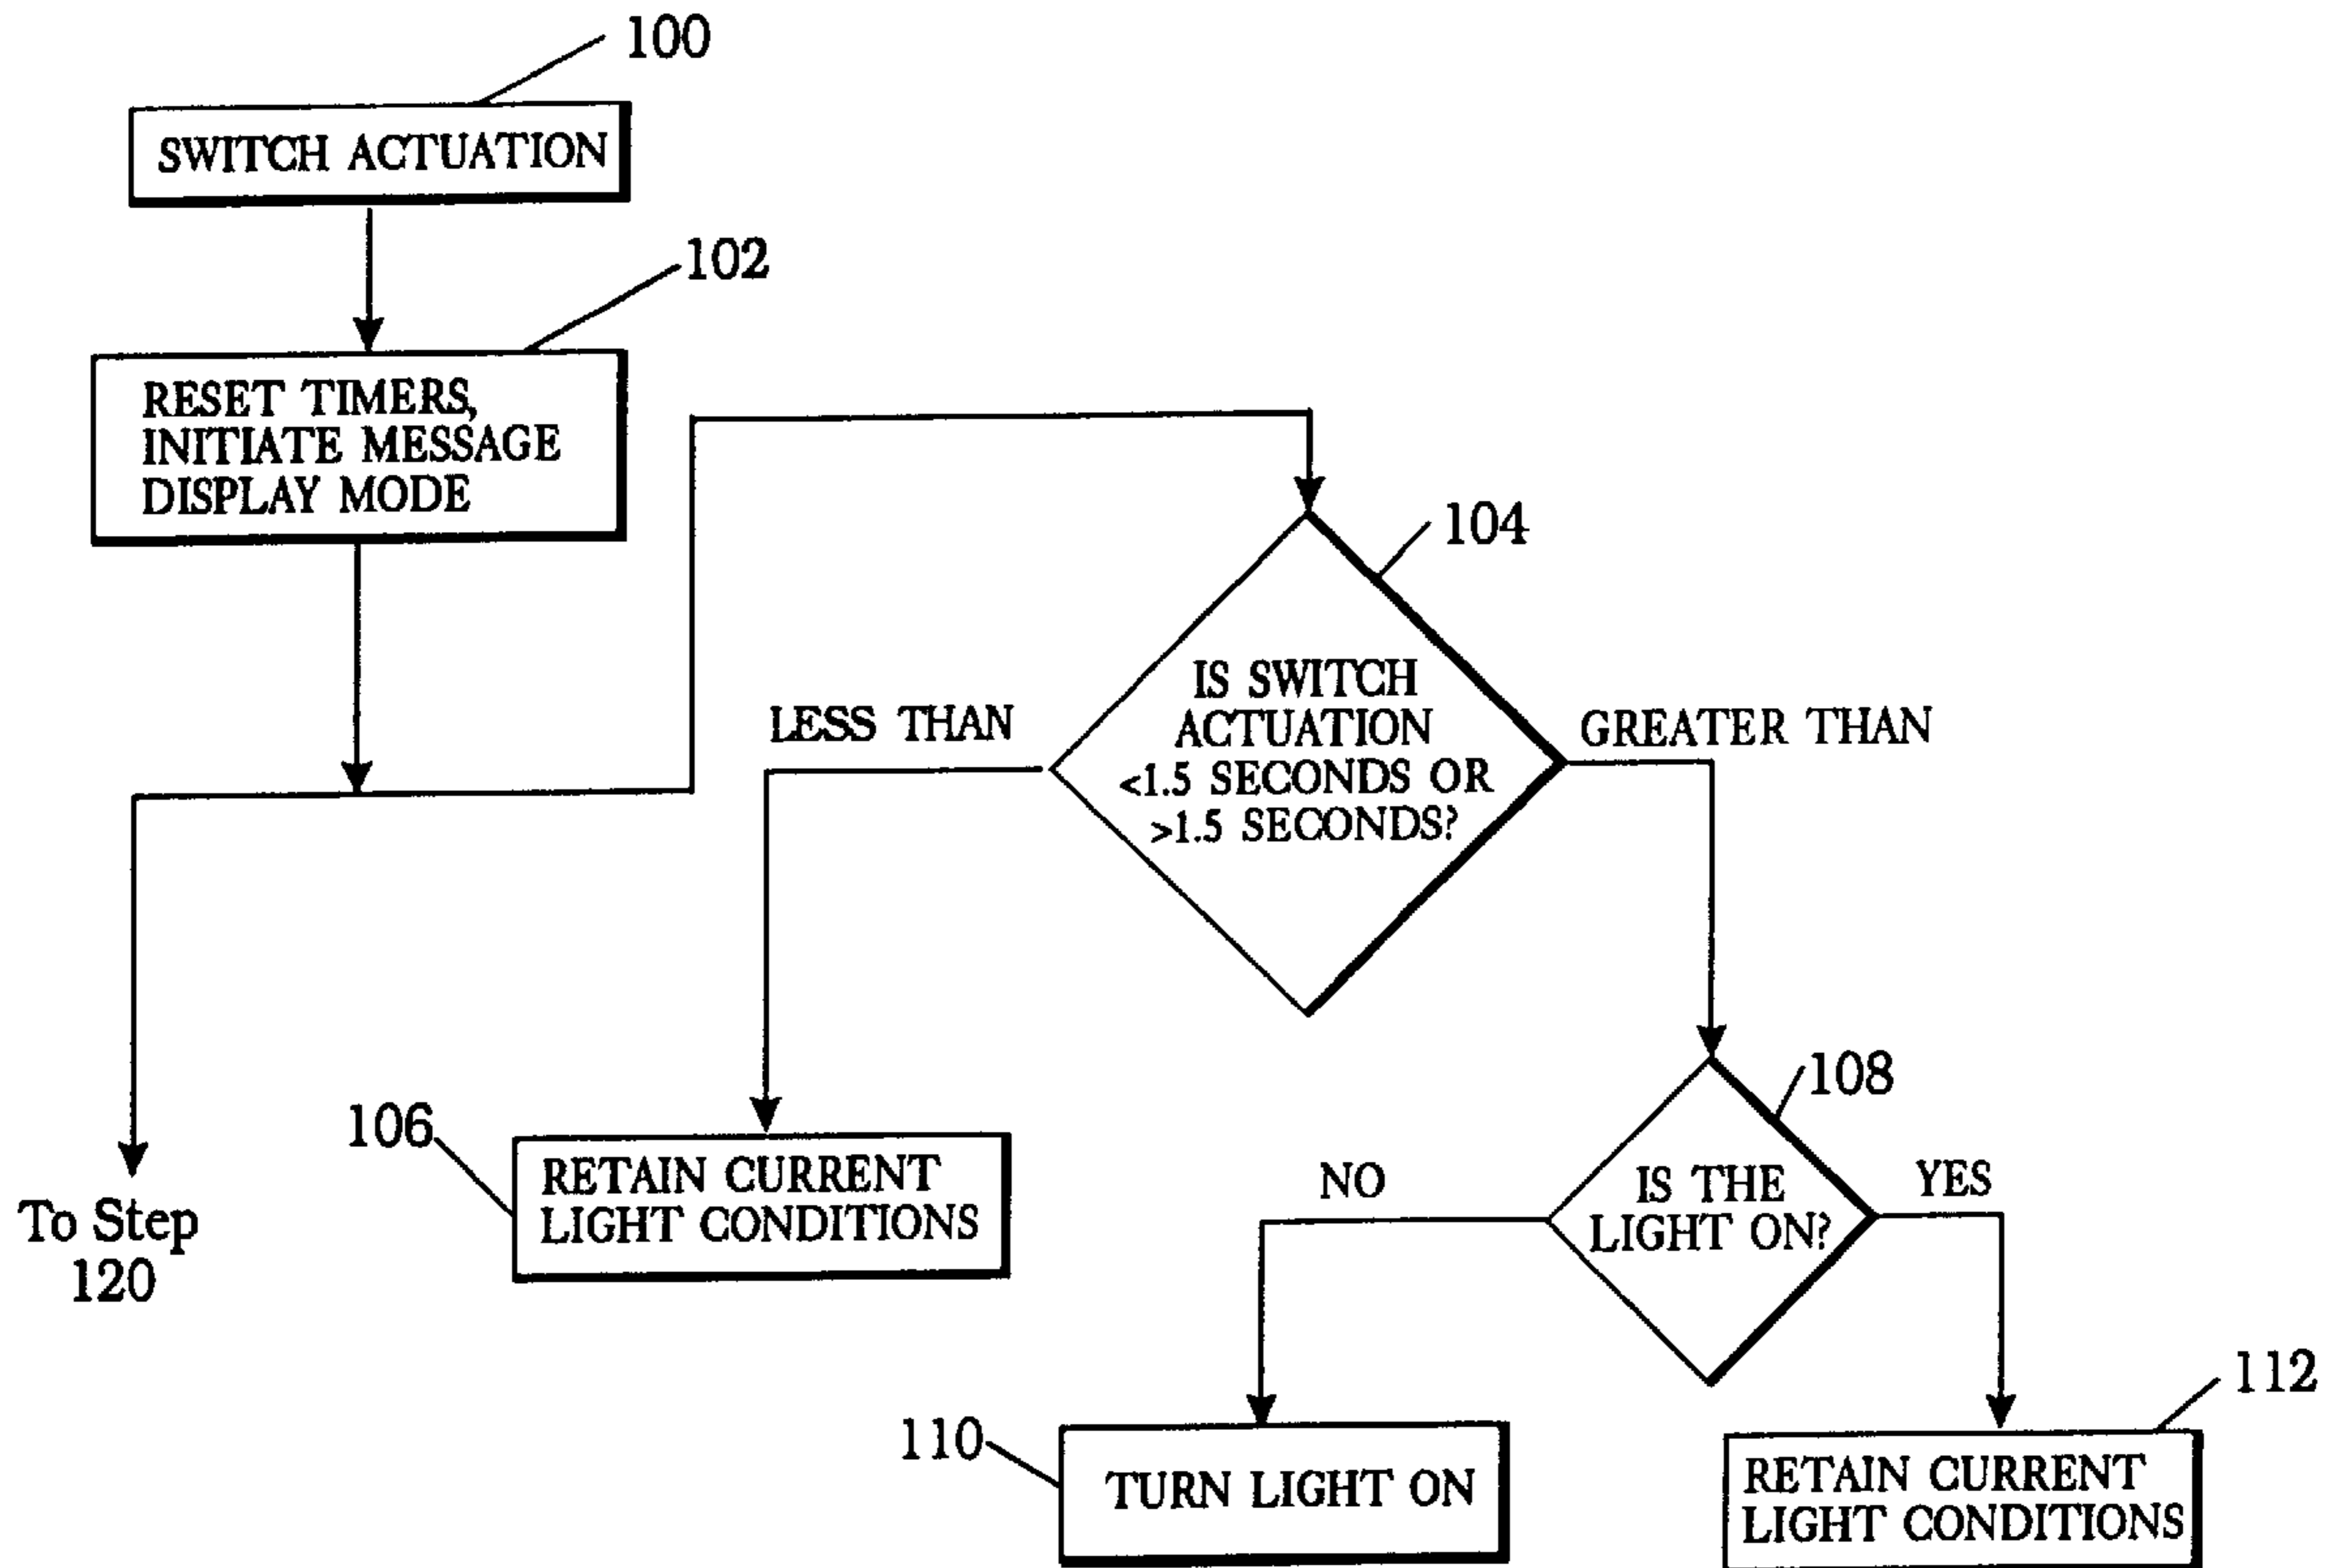 100
SWITCH ACTUATION
102
RESET TIMERS,
INITIATE MESSAGE
DISPLAY MODE
104
IS SWITCH
ACTUATION
<1.5 SECONDS OR
>1.5 SECONDS?
LESS THAN
GREATER THAN
To Step
120
106
RETAIN CURRENT
LIGHT CONDITIONS
108
IS THE
LIGHT ON?
NO
YES
110
TURN LIGHT ON
112
RETAIN CURRENT
LIGHT CONDITIONS